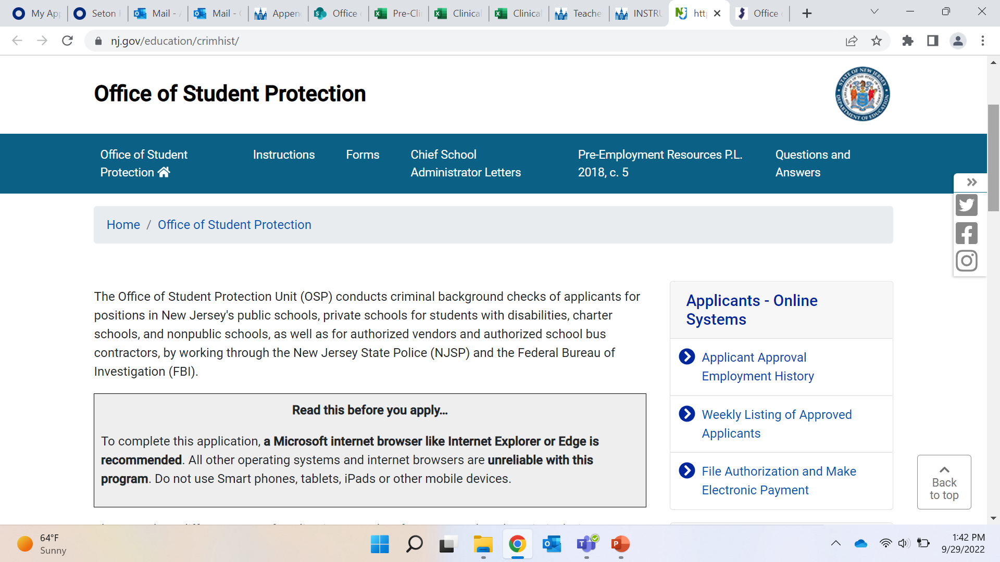 My Ap
Seton
Mail -
Mail -
Appen
Office
Pre-Cli
Clinical
Clinical
Teache
INSTRU
htt
Office
nj.gov/education/crimhist/
Office of Student Protection
STATE OF NEW JERSEY
DEPARTMENT OF EDUCATION
Office of Student
Protection
Instructions
Forms
Chief School
Administrator Letters
Pre-Employment Resources P.L.
2018, c. 5
Questions and
Answers
Home / Office of Student Protection
The Office of Student Protection Unit (OSP) conducts criminal background checks of applicants for
positions in New Jersey's public schools, private schools for students with disabilities, charter
schools, and nonpublic schools, as well as for authorized vendors and authorized school bus
contractors, by working through the New Jersey State Police (NJSP) and the Federal Bureau of
Investigation (FBI).
Read this before you apply...
To complete this application, a Microsoft internet browser like Internet Explorer or Edge is
recommended. All other operating systems and internet browsers are unreliable with this
program. Do not use Smart phones, tablets, iPads or other mobile devices.
Applicants - Online
Systems
Applicant Approval
Employment History
Weekly Listing of Approved
Applicants
File Authorization and Make
Electronic Payment
Back
to top
64°F
Sunny
1:42 PM
9/29/2022